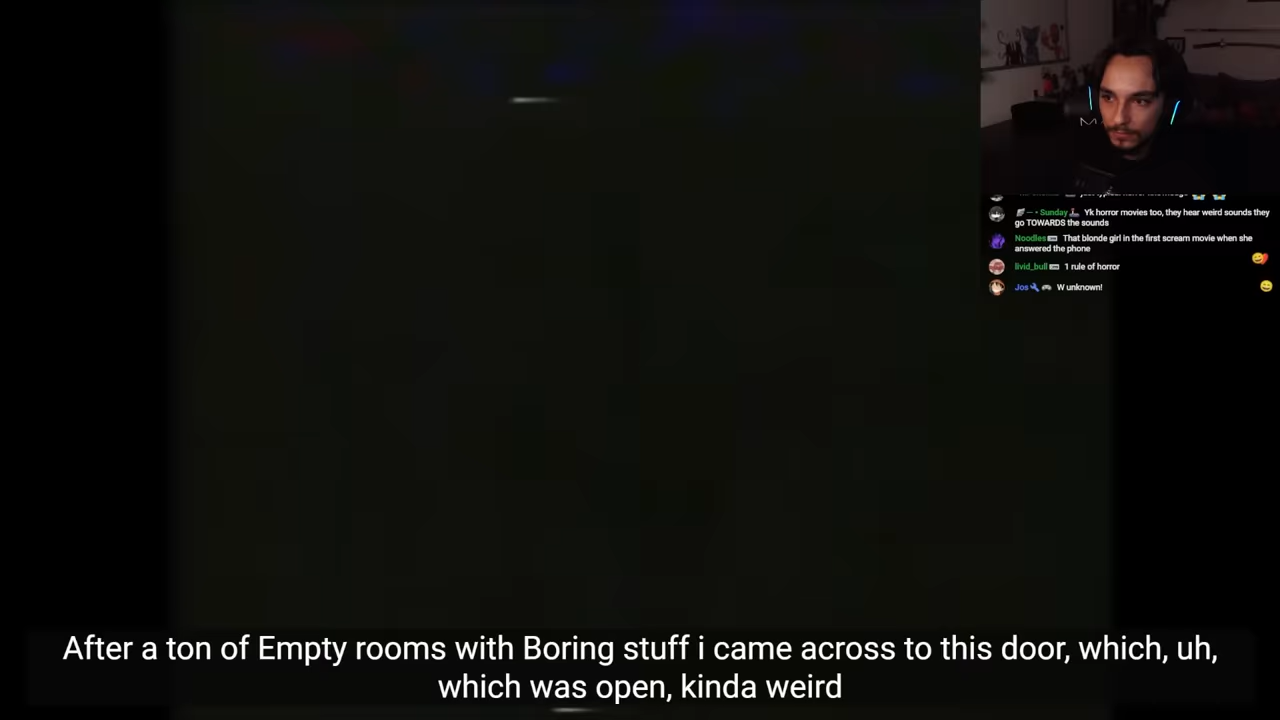 Sunday Yk horror movies too, they hear weird sounds they
go TOWARDS the sounds
Noodles That blonde girl in the first scream movie when she
answered the phone
livid_bull 1 rule of horror
Jos W unknown!
After a ton of Empty rooms with Boring stuff i came across to this door, which, uh,
which was open, kinda weird